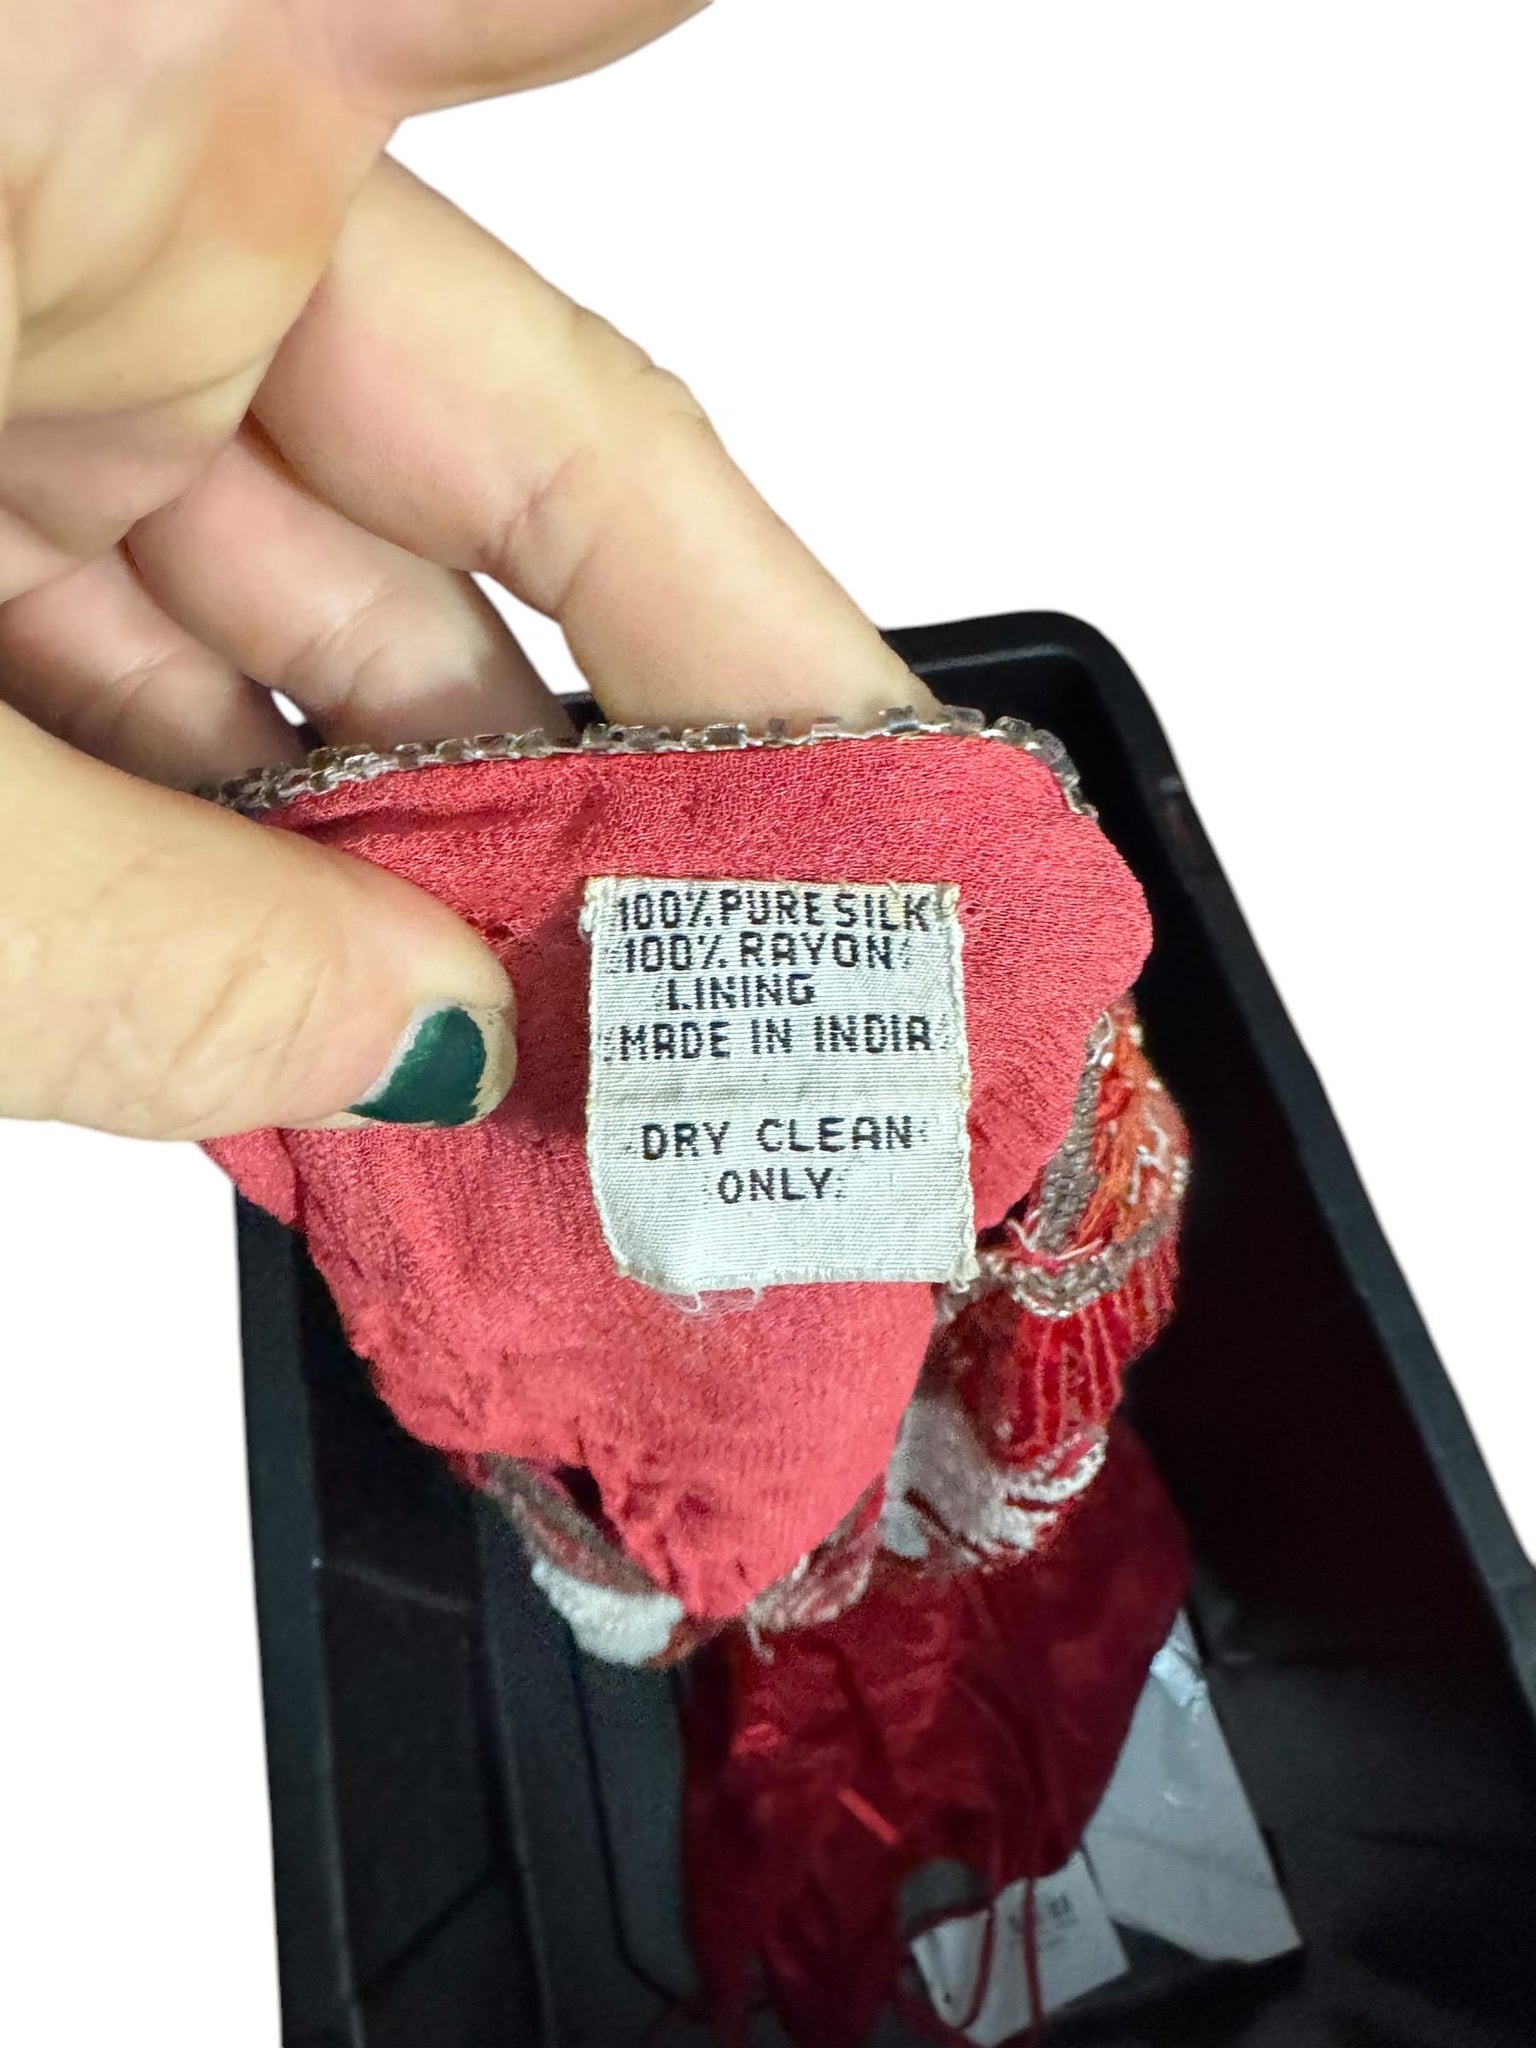 100% PURE SILK
100% RAYON
LINING
MADE IN INDIA
DRY CLEAN
ONLY